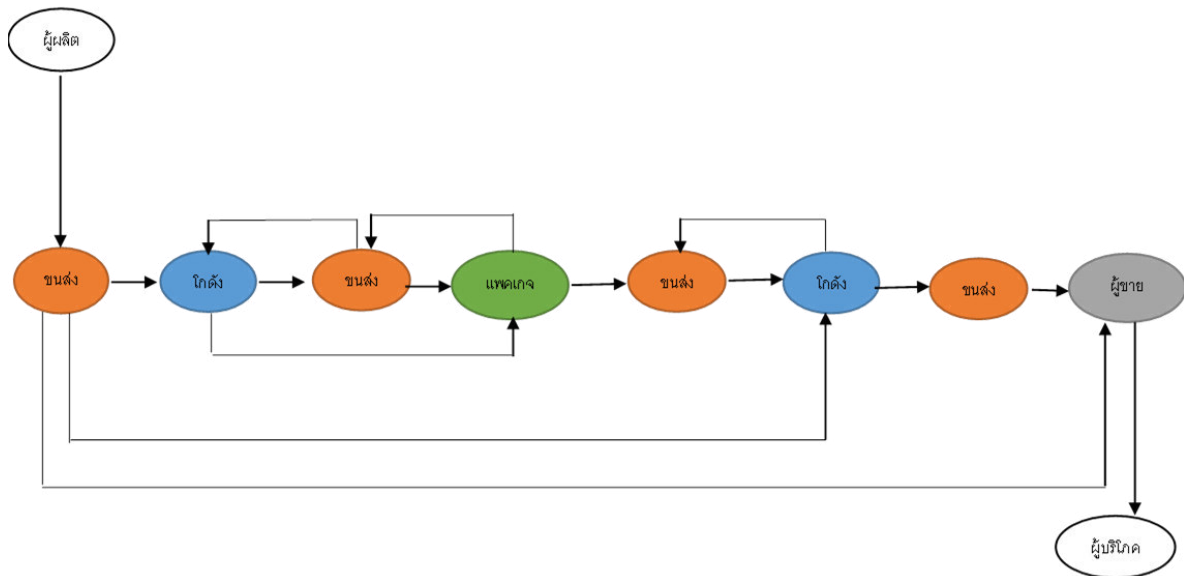 ผู้ผลิต
ขนส่ง
โกดัง
ขนส่ง
แพคเกจ
ขนส่ง
โกดัง
ขนส่ง
ผู้ขาย
ผู้บริโภค